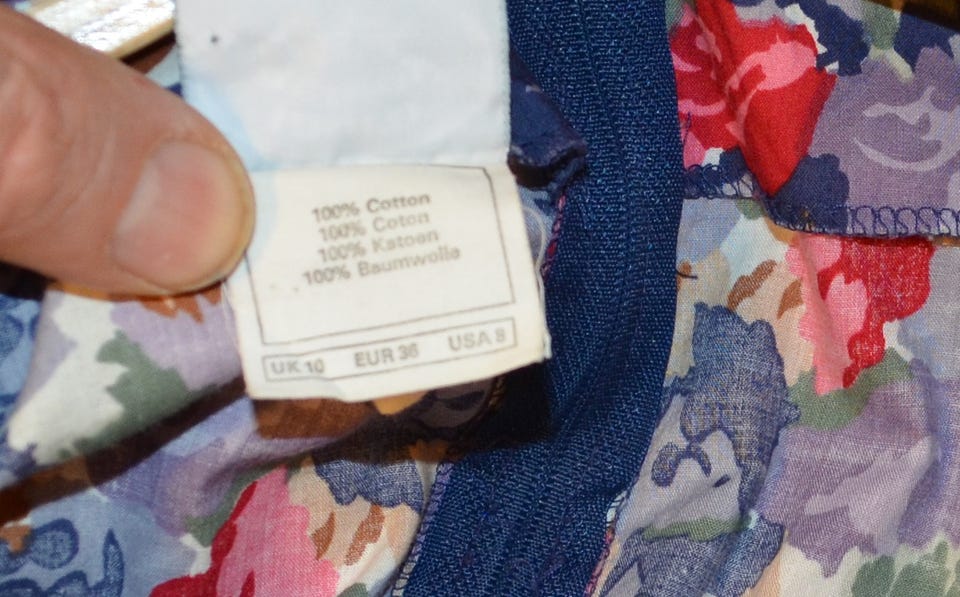 100% Cotton
100% Coton
100% Katoen
100% Baumwolle
UK 10 EUR 36 USA 8